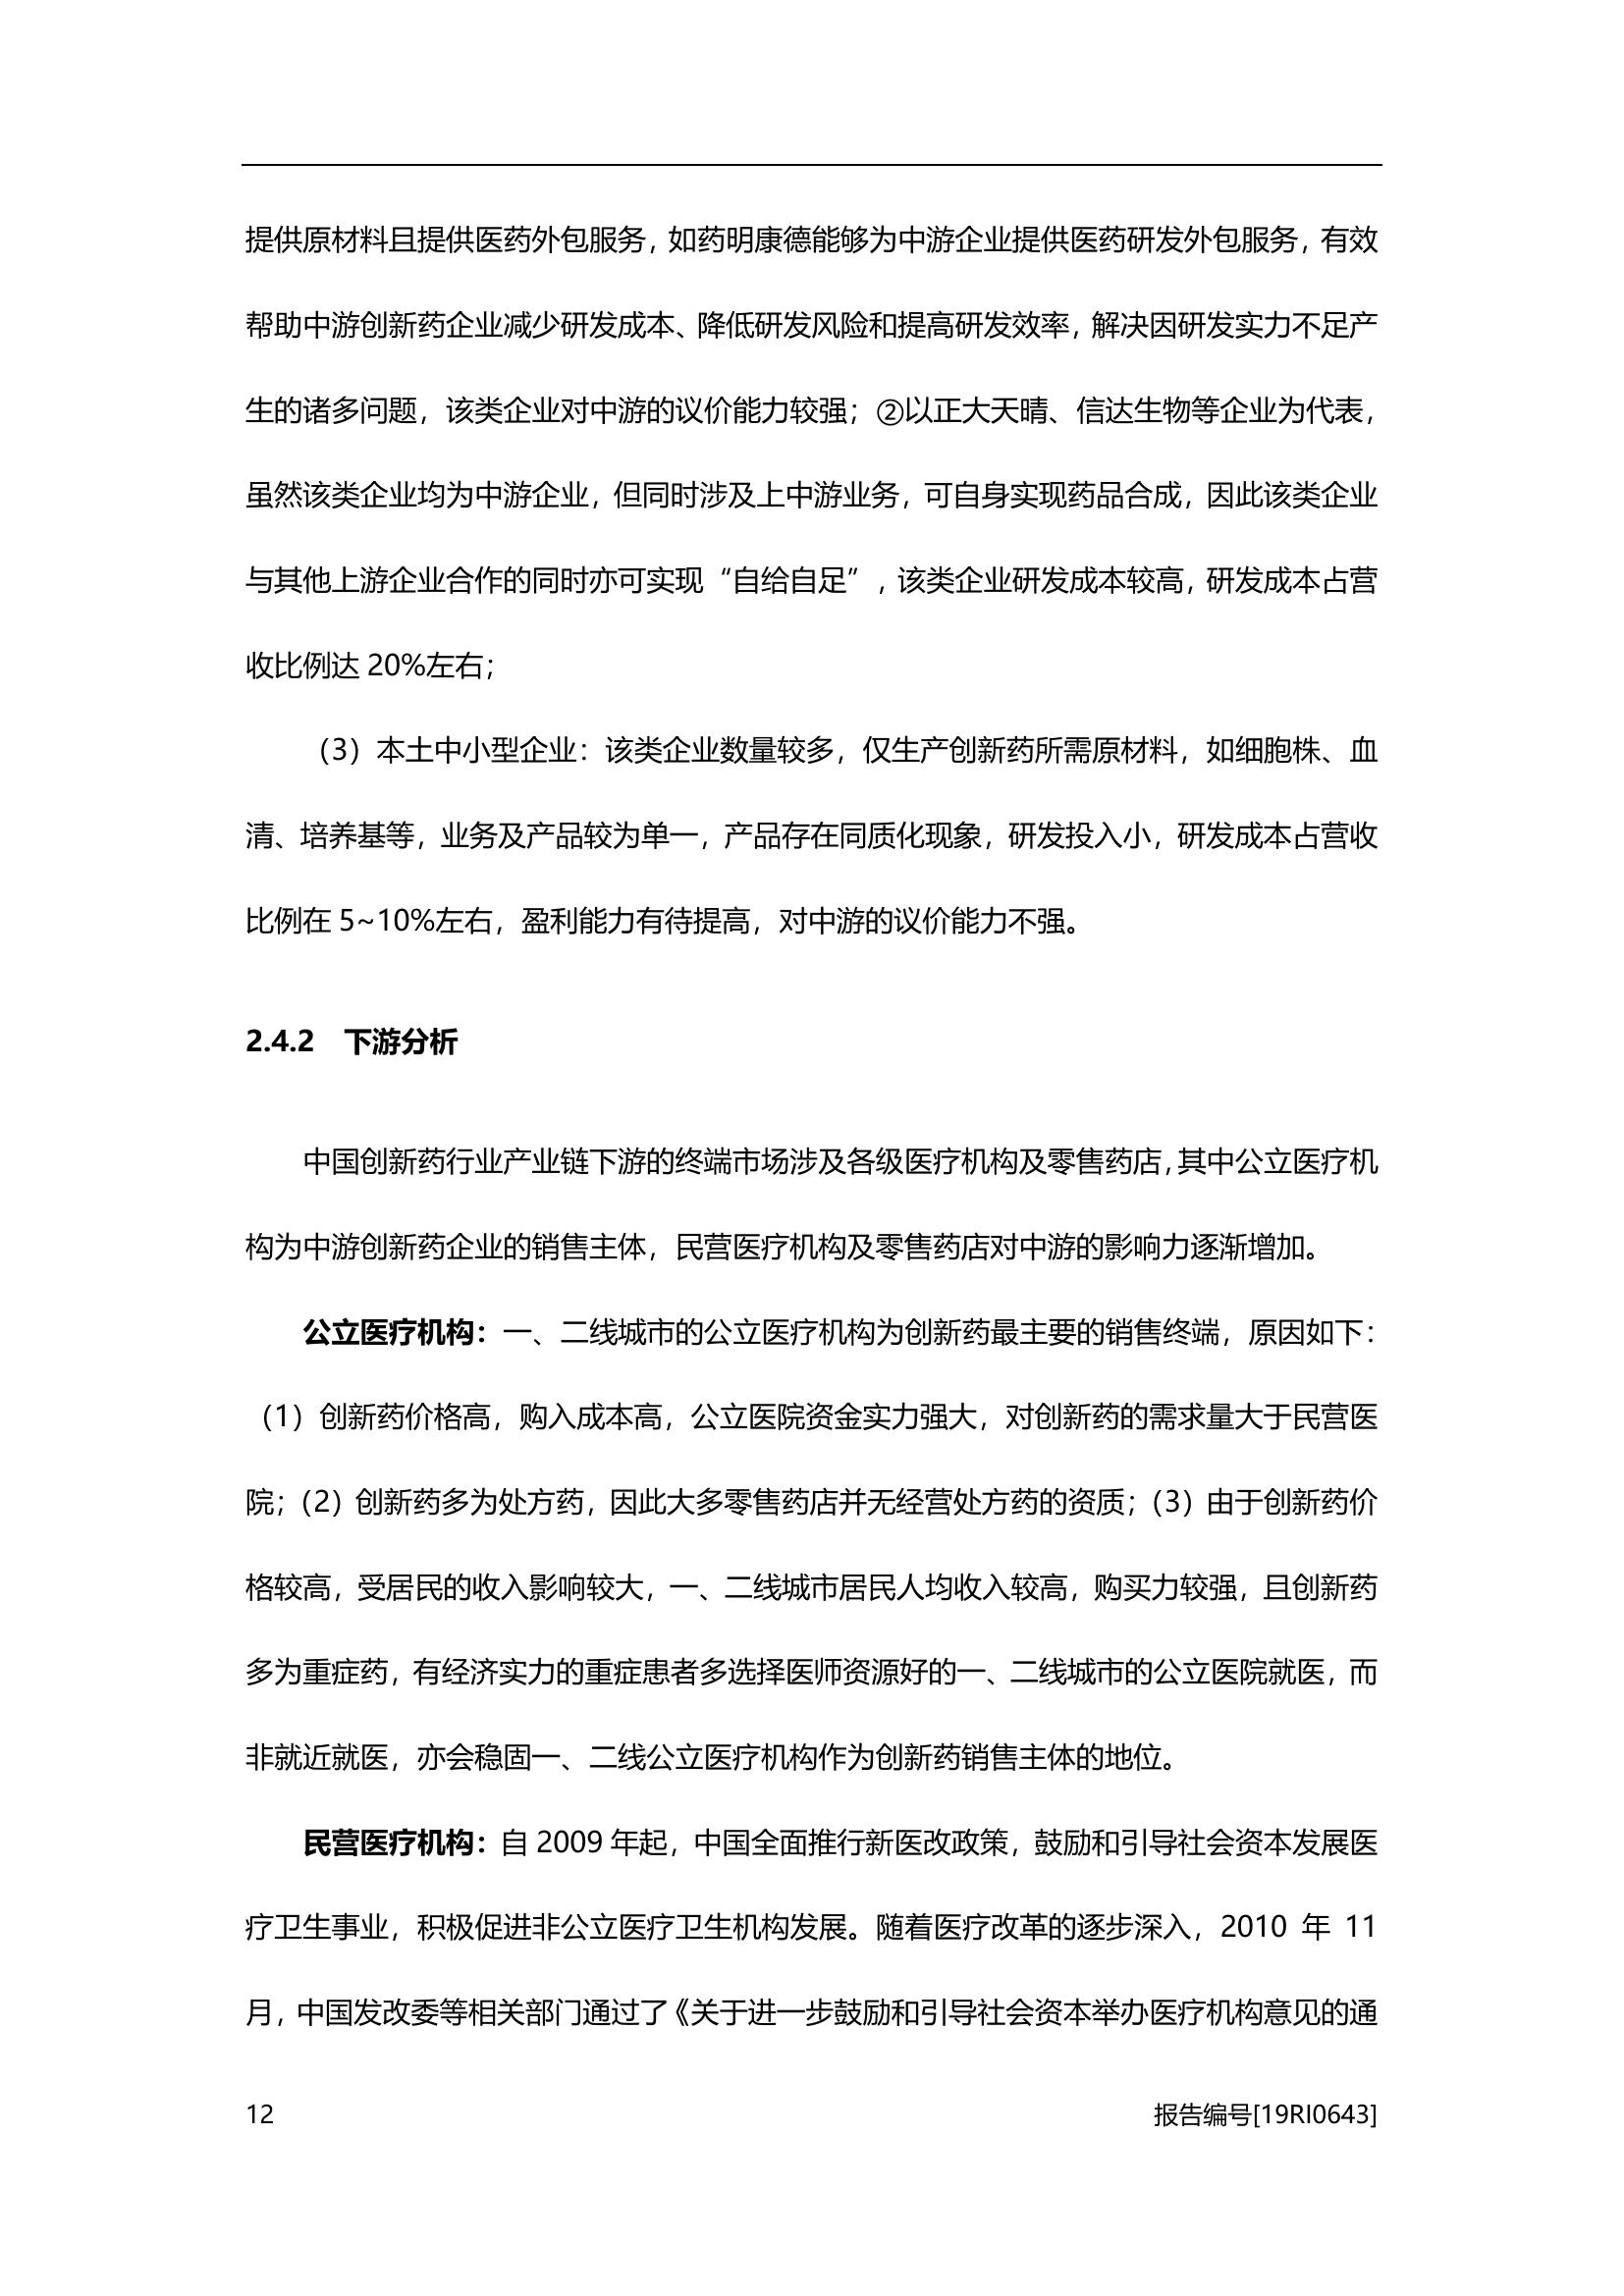 提供原材料且提供医药外包服务，如药明康德能够为中游企业提供医药研发外包服务，有效
帮助中游创新药企业减少研发成本、降低研发风险和提高研发效率，解决因研发实力不足产
生的诸多问题，该类企业对中游的议价能力较强；②以正大天晴、信达生物等企业为代表，
虽然该类企业均为中游企业，但同时涉及上中游业务，可自身实现药品合成，因此该类企业
与其他上游企业合作的同时亦可实现“自给自足”，该类企业研发成本较高，研发成本占营
收比例达 20%左右；
（3）本土中小型企业：该类企业数量较多，仅生产创新药所需原材料，如细胞株、血
清、培养基等，业务及产品较为单一，产品存在同质化现象，研发投入小，研发成本占营收
比例在 5~10%左右，盈利能力有待提高，对中游的议价能力不强。
2.4.2 下游分析
中国创新药行业产业链下游的终端市场涉及各级医疗机构及零售药店，其中公立医疗机
构为中游创新药企业的销售主体，民营医疗机构及零售药店对中游的影响力逐渐增加。
公立医疗机构：一、二线城市的公立医疗机构为创新药最主要的销售终端，原因如下：
（1）创新药价格高，购入成本高，公立医院资金实力强大，对创新药的需求量大于民营医
院；（2）创新药多为处方药，因此大多零售药店并无经营处方药的资质；（3）由于创新药价
格较高，受居民的收入影响较大，一、二线城市居民人均收入较高，购买力较强，且创新药
多为重症药，有经济实力的重症患者多选择医师资源好的一、二线城市的公立医院就医，而
非就近就医，亦会稳固一、二线公立医疗机构作为创新药销售主体的地位。
民营医疗机构：自 2009 年起，中国全面推行新医改政策，鼓励和引导社会资本发展医
疗卫生事业，积极促进非公立医疗卫生机构发展。随着医疗改革的逐步深入，2010 年 11
月，中国发改委等相关部门通过了《关于进一步鼓励和引导社会资本举办医疗机构意见的通
12 报告编号[19RI0643]